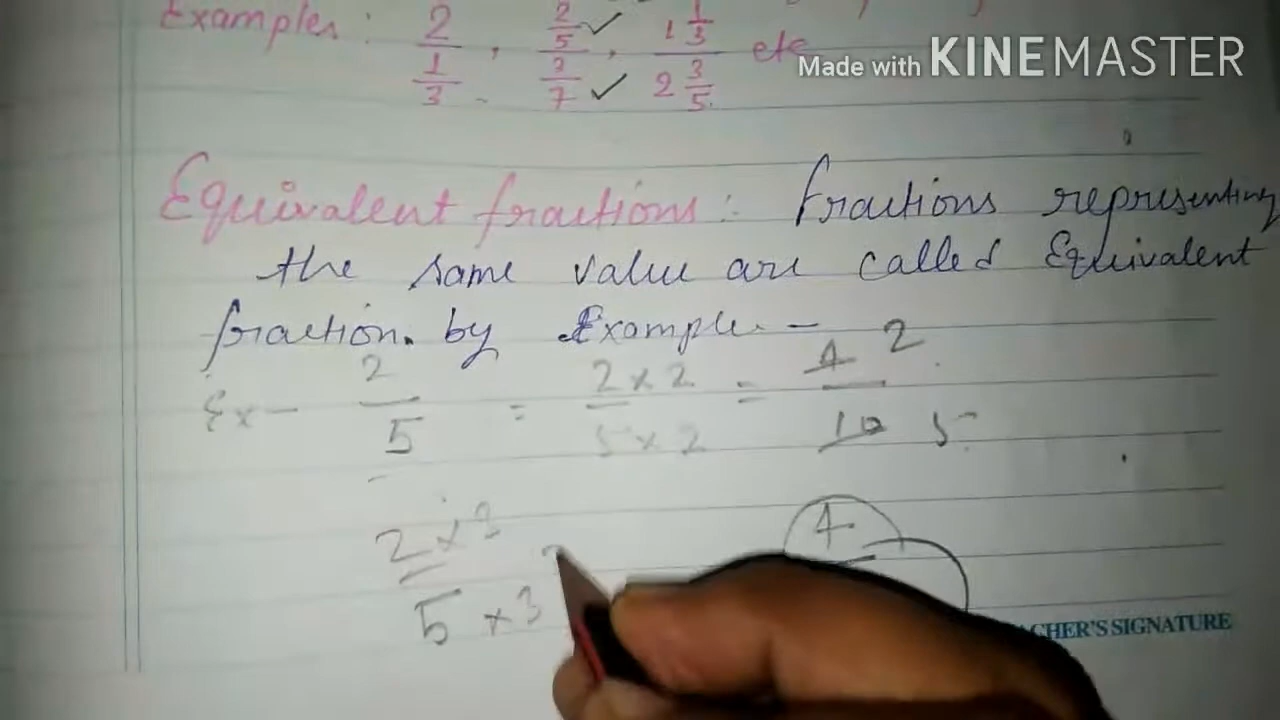 Examples : 2/1/3 , 2/5/3/7 ✓ ✓ , 1 1/3/2 3/5 etc
Made with KINEMASTER
Equivalent fractions : Fractions representing
the same value are called Equivalent
fraction. by Example -
Ex - 2/5 = 2 x 2/5 x 2 = 4/10 2/5
2 x 3/5 x 3
4
TEACHER'S SIGNATURE